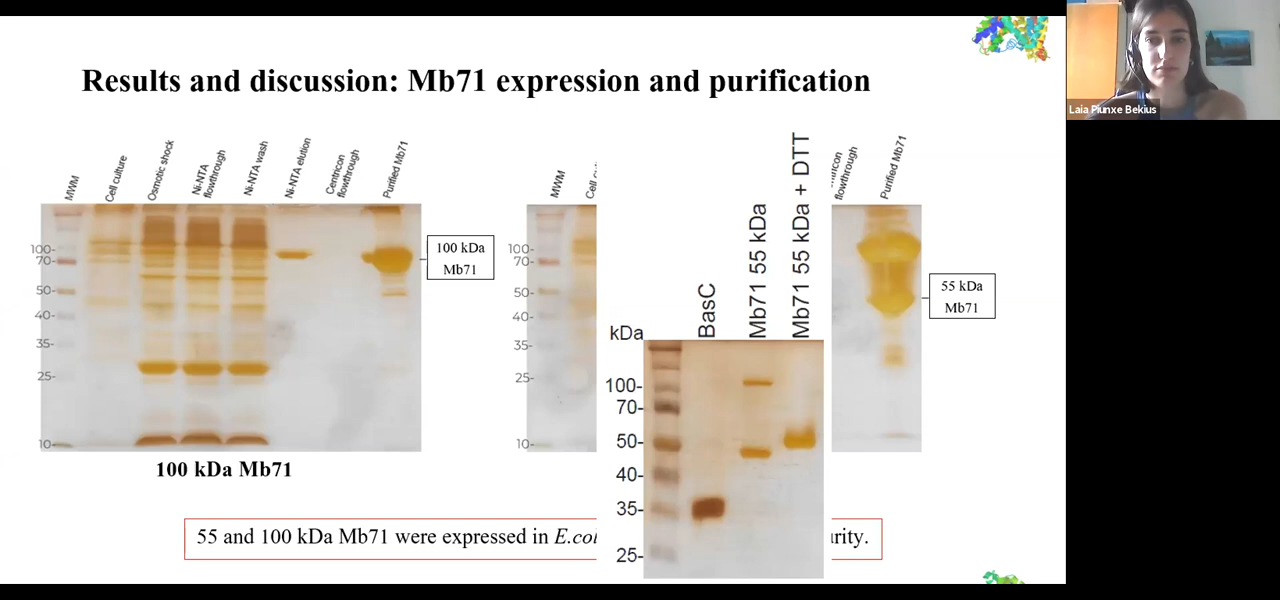 Results and discussion: Mb71 expression and purification
Laia Piunxe Bekius
MWM
Cell culture
Osmotic shock
Ni-NTA
flowthrough
Ni-NTA wash
Ni-NTA elution
Centricon
flowthrough
Purified Mb71
100-
70-
50-
40-
35-
25-
10-
100 kDa
Mb71
100 kDa Mb71
MWM
Cell
100-
70-
50-
40-
35-
25-
10-
kDa
BasC
Mb71 55 kDa
Mb71 55 kDa + DTT
100-
70-
50-
40-
35-
25-
flowthrough
Purified Mb71
55 kDa
Mb71
55 and 100 kDa Mb71 were expressed in E.col
urity.